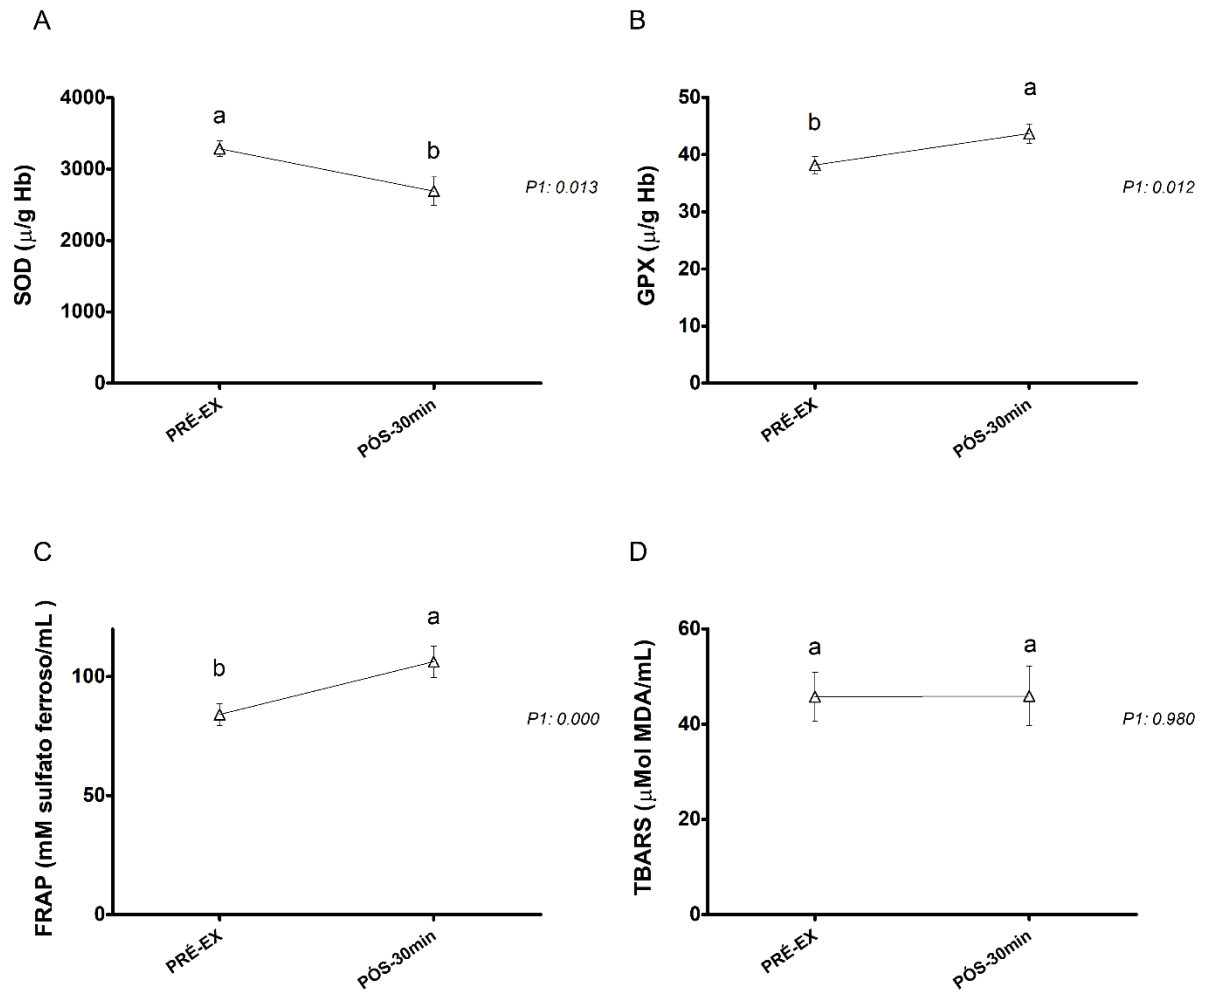 A
SOD (μ/g Hb)
4000
3000
2000
1000
0
a
b
P1: 0.013
PRÉ-EX
PÓS-30min
B
GPX (μ/g Hb)
50
40
30
20
10
0
b
a
P1: 0.012
PRÉ-EX
PÓS-30min
C
FRAP (mM sulfato ferroso/mL )
100
50
0
b
a
P1: 0.000
PRÉ-EX
PÓS-30min
D
TBARS (μMol MDA/mL)
60
40
20
0
a
a
P1: 0.980
PRÉ-EX
PÓS-30min